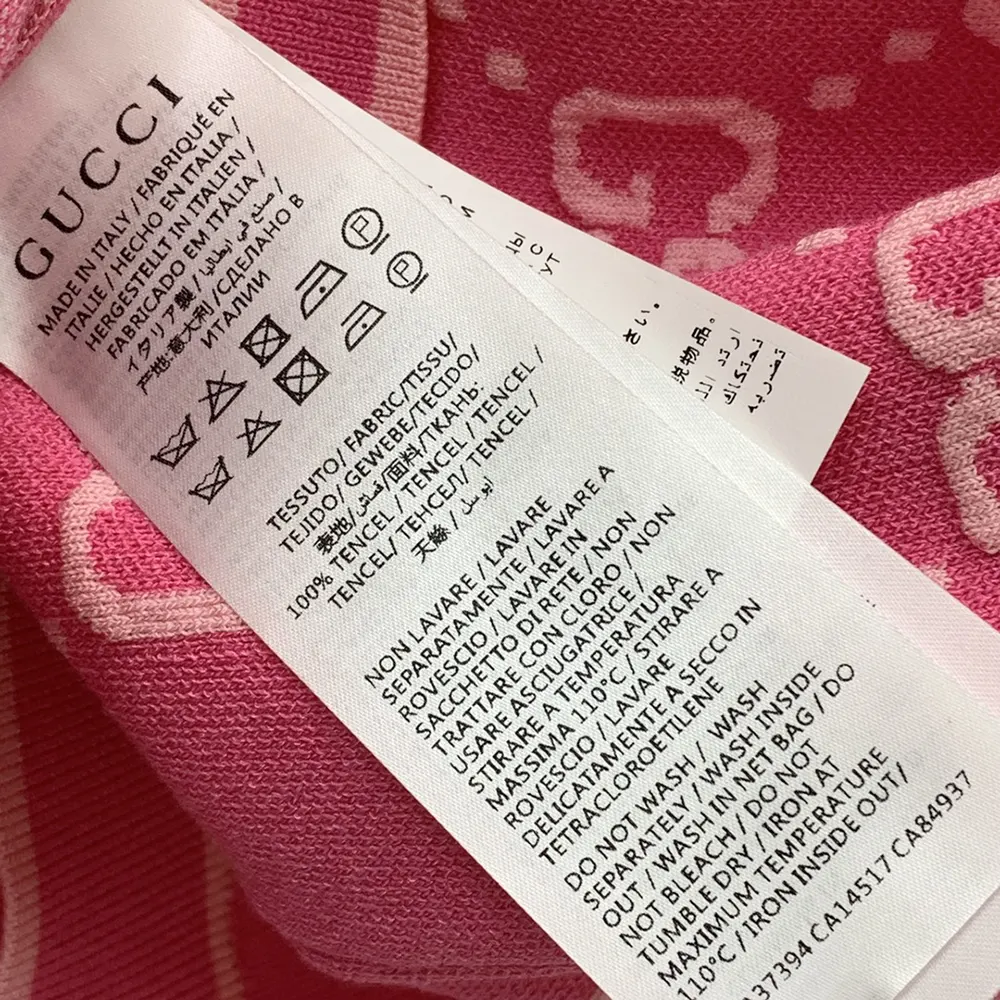 GUCCI
MADE IN ITALY / FABRIQUÉ EN
ITALIE / HECHO EN ITALIA /
HERGESTELLT IN ITALIEN /
FABRICADO EM ITÁLIA /
イタリア製 / صنع في إيطاليا /
产地:意大利 / СДЕЛАНО В
ИТАЛИИ
P
P
TESSUTO/ FABRIC/TISSU/
TEJIDO/ GEWEBE/TECIDO/
表地/قماش/面料/ТКАНЬ:
100% TENCEL / TENCEL / TENCEL /
TENCEL/ ТЕНСЕЛ/ TENCEL /
天絲 /
NON LAVARE / LAVARE
SEPARATAMENTE / LAVARE A
ROVESCIO / LAVARE IN
SACCHETTO DI RETE / NON
TRATTARE CON CLORO / NON
USARE ASCIUGATRICE /
STIRARE A TEMPERATURA
MASSIMA 110°C / STIRARE A
ROVESCIO / LAVARE
DELICATAMENTE A SECCO IN
TETRACLOROETILENE
DO NOT WASH / WASH
SEPARATELY / WASH INSIDE
OUT / WASH IN NET BAG / DO
NOT BLEACH / DO NOT
TUMBLE DRY / IRON AT
MAXIMUM TEMPERATURE
110°C / IRON INSIDE OUT /
37394 CA14517 CA84937
さい。
洗物品。